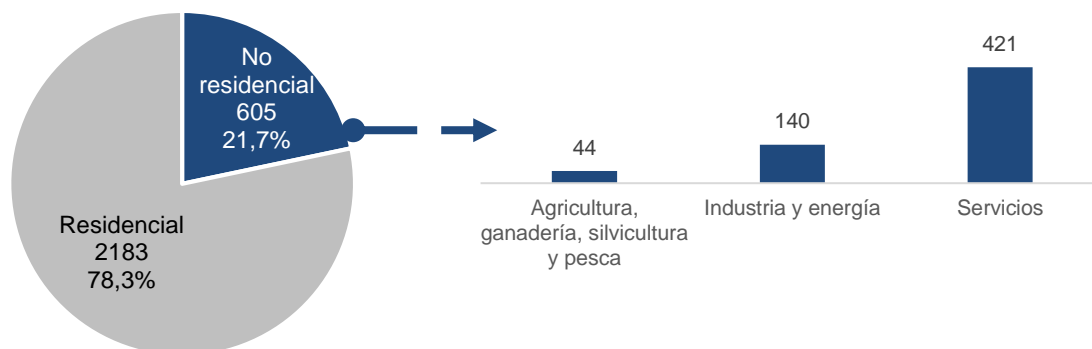 No
residencial
605
21,7%
Residencial
2183
78,3%
44
140
421
Agricultura,
ganadería, silvicultura
y pesca
Industria y energía
Servicios